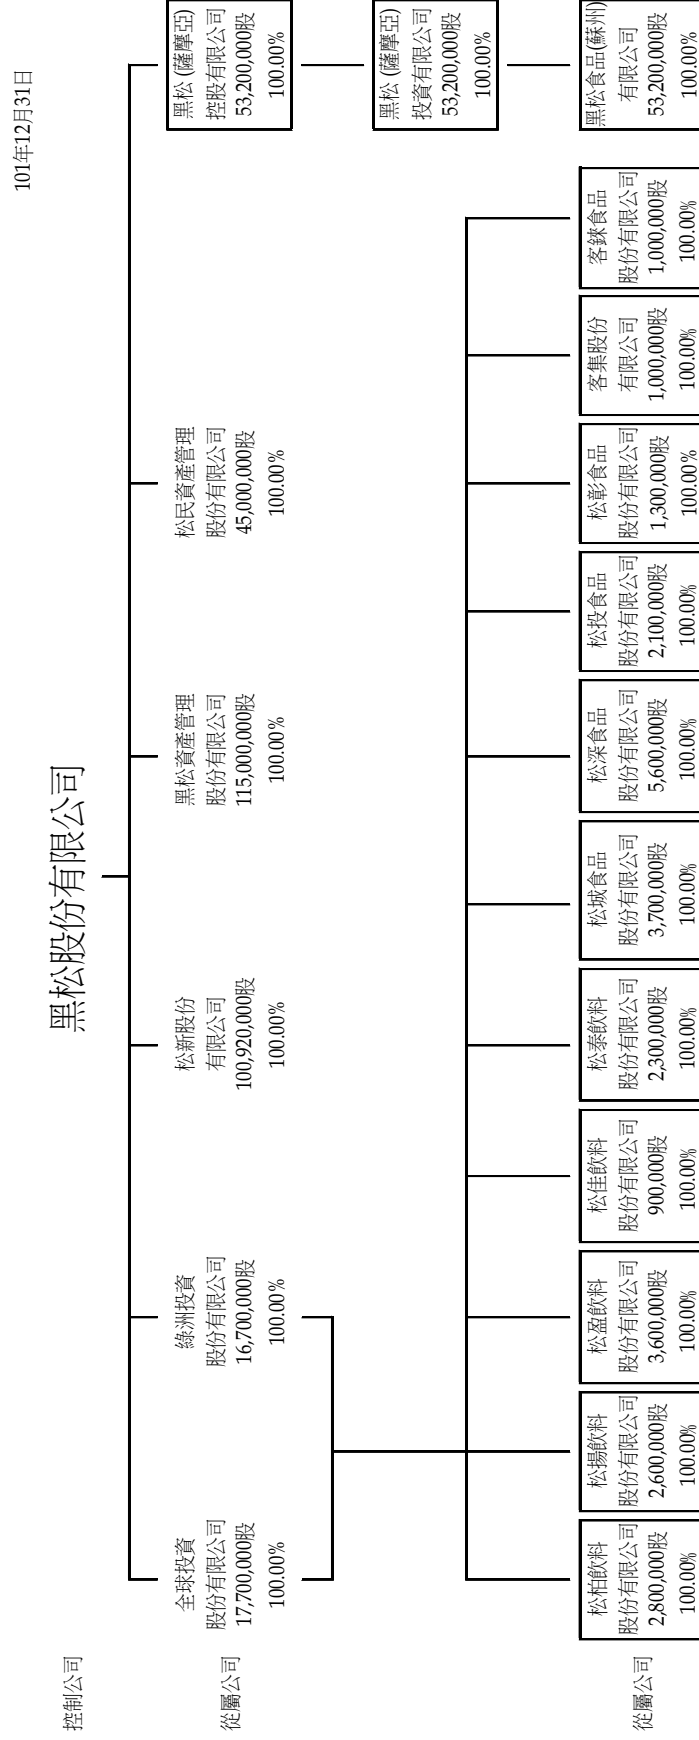 101年12月31日
黑松股份有限公司
控制公司
從屬公司
全球投資
股份有限公司
17,700,000股
100.00%
綠洲投資
股份有限公司
16,700,000股
100.00%
松新股份
有限公司
100,920,000股
100.00%
黑松資產管理
股份有限公司
115,000,000股
100.00%
松民資產管理
股份有限公司
45,000,000股
100.00%
黑松 (薩摩亞)
控股有限公司
53,200,000股
100.00%
黑松 (薩摩亞)
投資有限公司
53,200,000股
100.00%
從屬公司
松柏飲料
股份有限公司
2,800,000股
100.00%
松揚飲料
股份有限公司
2,600,000股
100.00%
松盈飲料
股份有限公司
3,600,000股
100.00%
松佳飲料
股份有限公司
900,000股
100.00%
松泰飲料
股份有限公司
2,300,000股
100.00%
松城食品
股份有限公司
3,700,000股
100.00%
松深食品
股份有限公司
5,600,000股
100.00%
松投食品
股份有限公司
2,100,000股
100.00%
松彰食品
股份有限公司
1,300,000股
100.00%
客集股份
有限公司
1,000,000股
100.00%
客錸食品
股份有限公司
1,000,000股
100.00%
黑松食品(蘇州)
有限公司
53,200,000股
100.00%